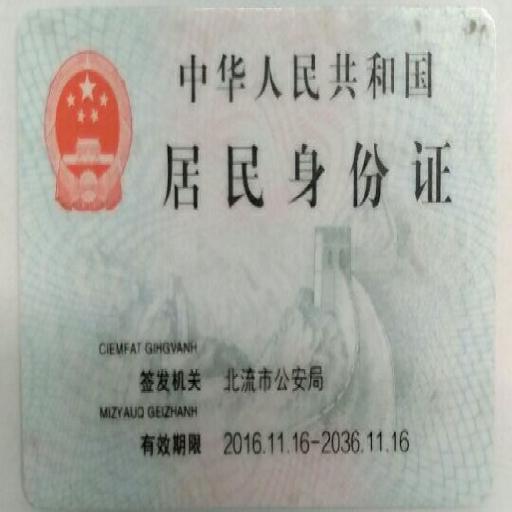 中华人民共和国
居民身份证
CIEMFAT GIHGVANH
签发机关 北流市公安局
MIZYAUQ GEIZHANH
有效期限 2016.11.16-2036.11.16